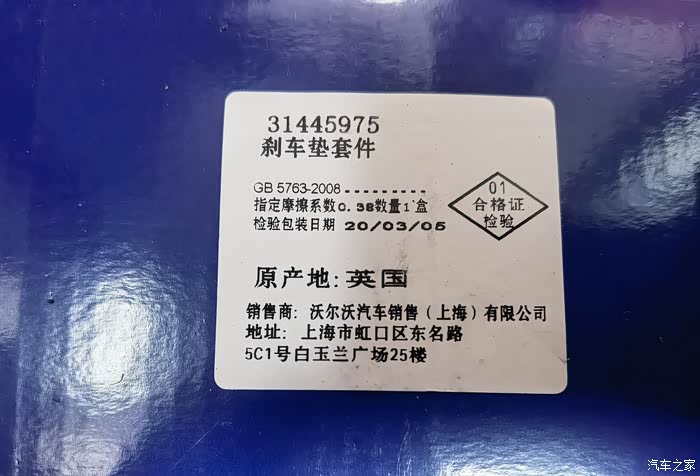 31445975
刹车垫套件
GB 5763-2008
指定摩擦系数0.38数量1盒
检验包装日期 20/03/05
01
合格证
检验
原产地:英国
销售商: 沃尔沃汽车销售(上海)有限公司
地址: 上海市虹口区东名路
5C1号白玉兰广场25楼
汽车之家